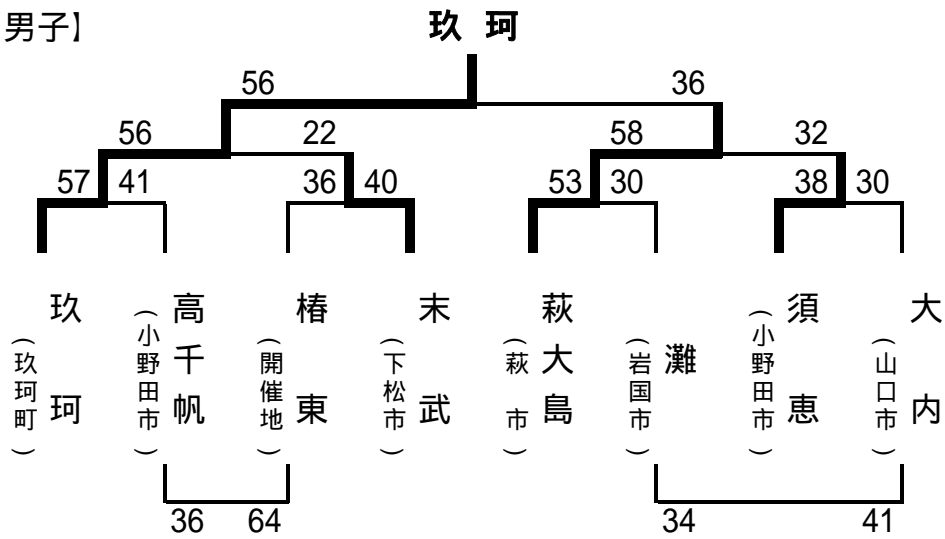 男子】
玖珂
56 36
56 22 58 32
57 41 36 40 53 30 38 30
玖珂
(玖珂町)
高千帆
(小野田市)
椿東
(開催地)
末武
(下松市)
萩大島
(萩市)
灘
(岩国市)
須恵
(小野田市)
大内
(山口市)
36 64 34 41